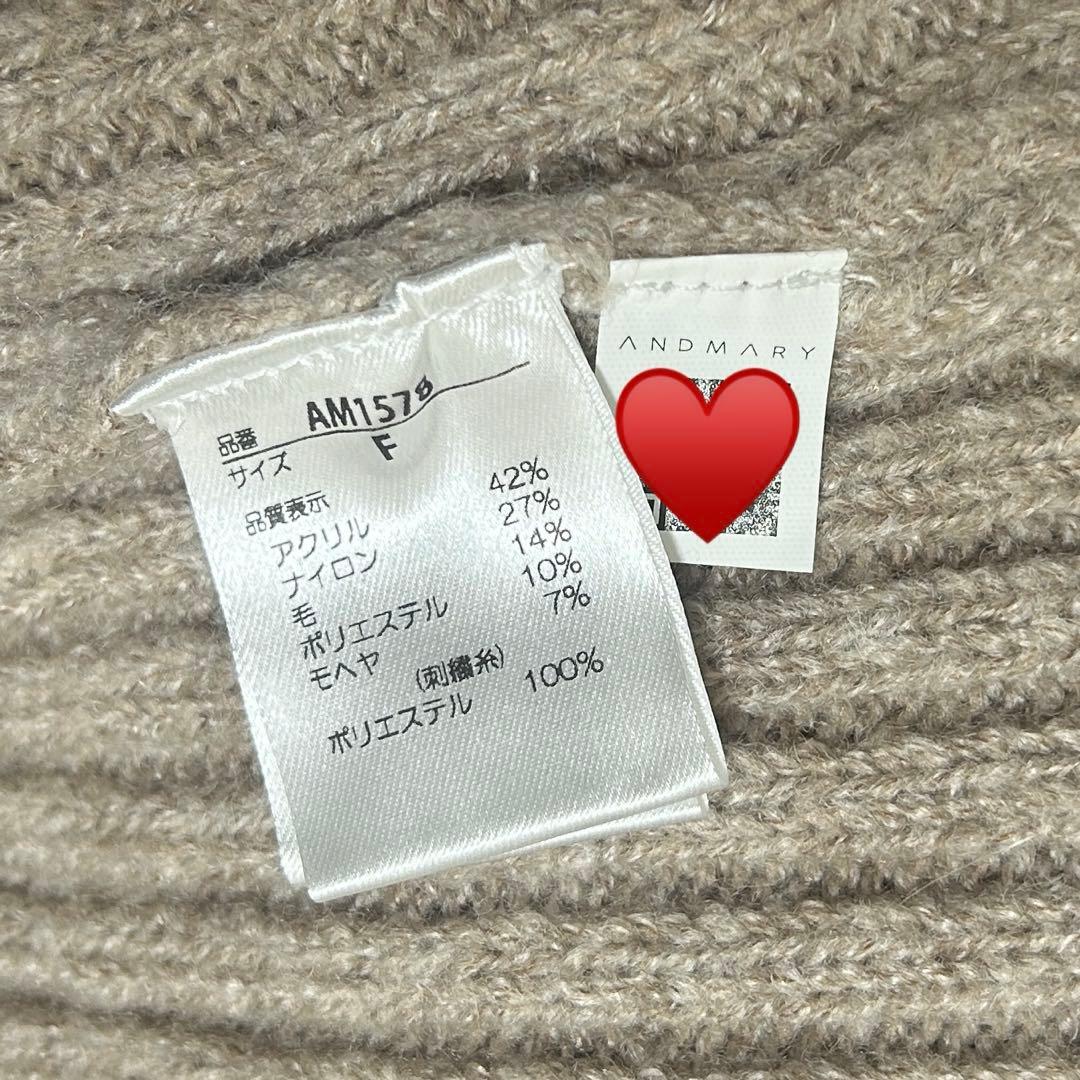 品番 AM1578
サイズ F
品質表示
アクリル 42%
ナイロン 27%
毛 14%
ポリエステル 10%
モヘヤ 7%
(刺繍糸)
ポリエステル 100%
ANDMARY